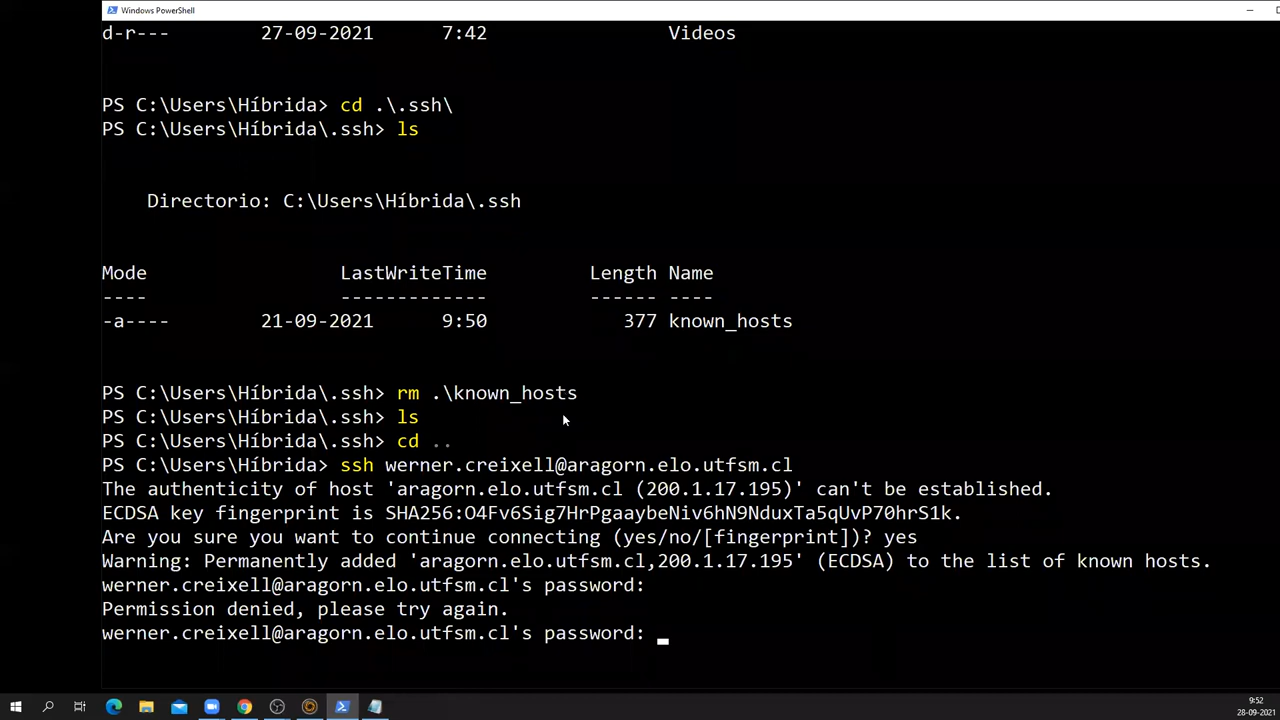 Windows PowerShell
d-r--- 27-09-2021 7:42 Videos
PS C:\Users\Híbrida> cd .\.ssh\
PS C:\Users\Híbrida\.ssh> ls
Directorio: C:\Users\Híbrida\.ssh
Mode LastWriteTime Length Name
---- ------------- ------ ----
-a---- 21-09-2021 9:50 377 known_hosts
PS C:\Users\Híbrida\.ssh> rm .\known_hosts
PS C:\Users\Híbrida\.ssh> ls
PS C:\Users\Híbrida\.ssh> cd ..
PS C:\Users\Híbrida> ssh werner.creixell@aragorn.elo.utfsm.cl
The authenticity of host 'aragorn.elo.utfsm.cl (200.1.17.195)' can't be established.
ECDSA key fingerprint is SHA256:O4Fv6Sig7HrPgaaybeNiv6hN9NduxTa5qUvP70hrS1k.
Are you sure you want to continue connecting (yes/no/[fingerprint])? yes
Warning: Permanently added 'aragorn.elo.utfsm.cl,200.1.17.195' (ECDSA) to the list of known hosts.
werner.creixell@aragorn.elo.utfsm.cl's password:
Permission denied, please try again.
werner.creixell@aragorn.elo.utfsm.cl's password:
9:52
28-09-2021